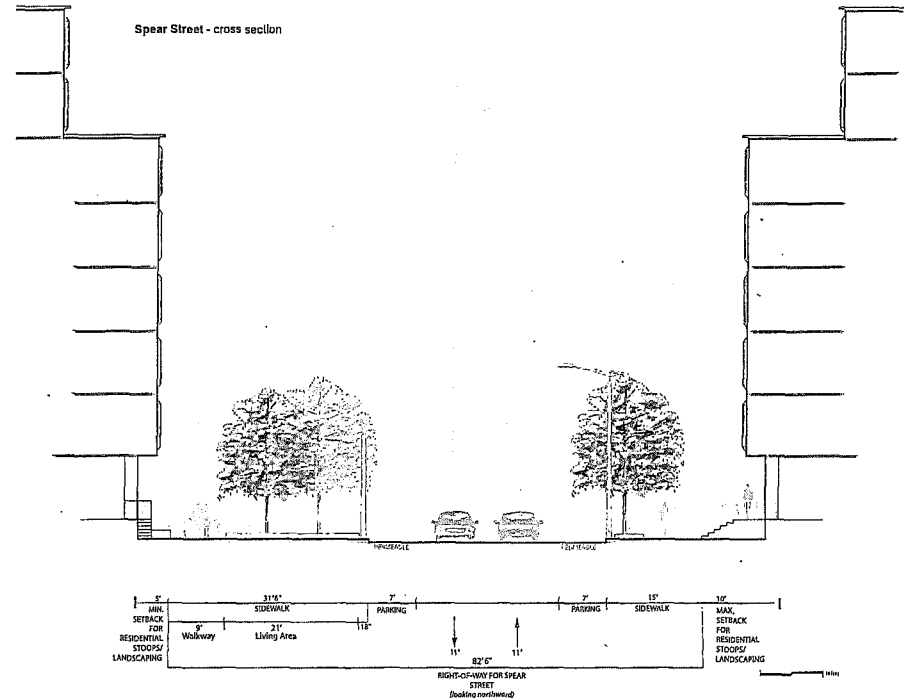 Spear Street - cross section
5'
31'6"
7'
7'
15'
10'
MIN.
SETBACK
FOR
RESIDENTIAL
STOOPS/
LANDSCAPING
SIDEWALK
PARKING
PARKING
SIDEWALK
MAX.
SETBACK
FOR
RESIDENTIAL
STOOPS/
LANDSCAPING
9'
Walkway
21'
Living Area
18"
11'
11'
82'6"
RIGHT-OF-WAY FOR SPEAR
STREET
(looking northward)